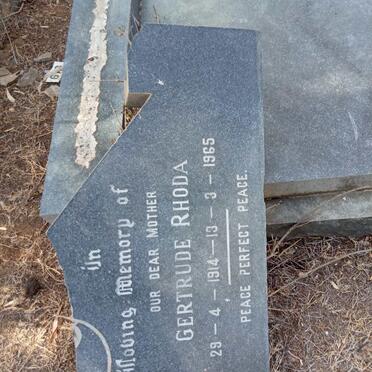 In
Loving Memory of
OUR DEAR MOTHER
GERTRUDE RHODA
29 - 4 - 1914 - 13 - 3 - 1965
PEACE PERFECT PEACE.